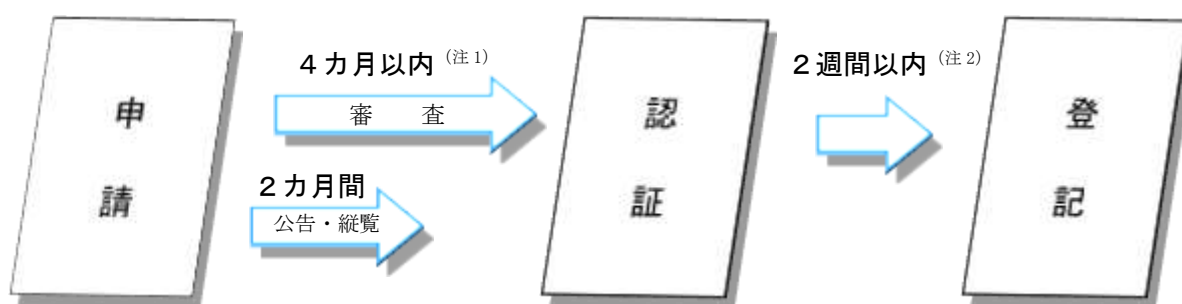 申請
4カ月以内（注1）
審　査
2カ月間
公告・縦覧
認証
2週間以内（注2）
登記